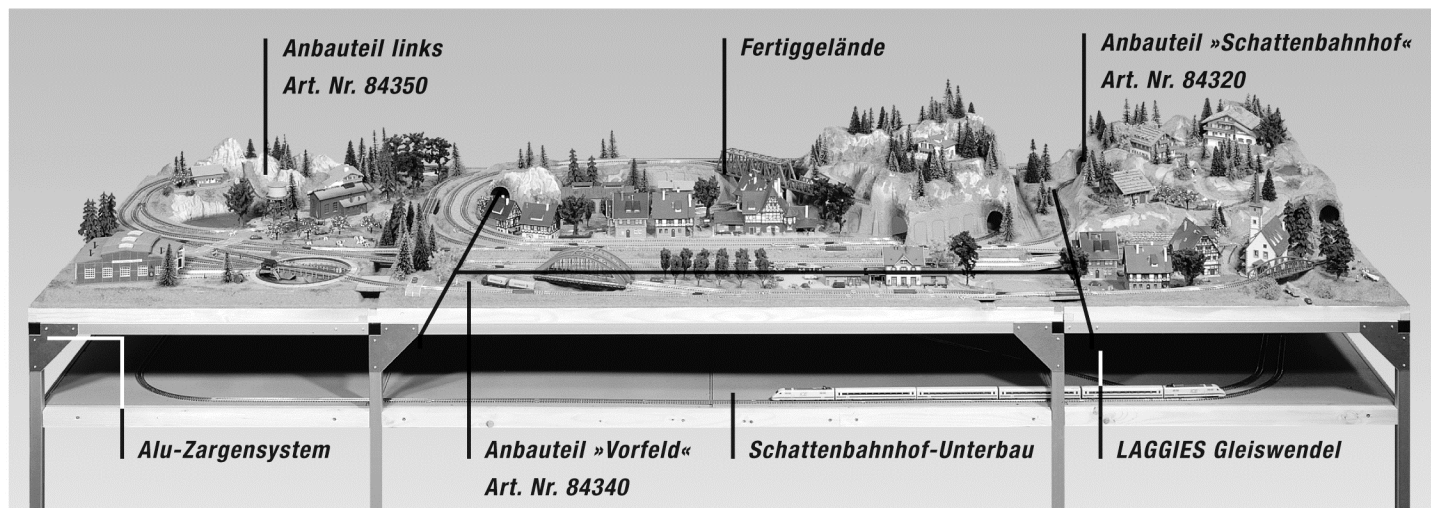 Anbauteil links
Art. Nr. 84350
Fertiggelände
Anbauteil »Schattenbahnhof«
Art. Nr. 84320
Alu-Zargensystem
Anbauteil »Vorfeld«
Art. Nr. 84340
Schattenbahnhof-Unterbau
LAGGIES Gleiswendel